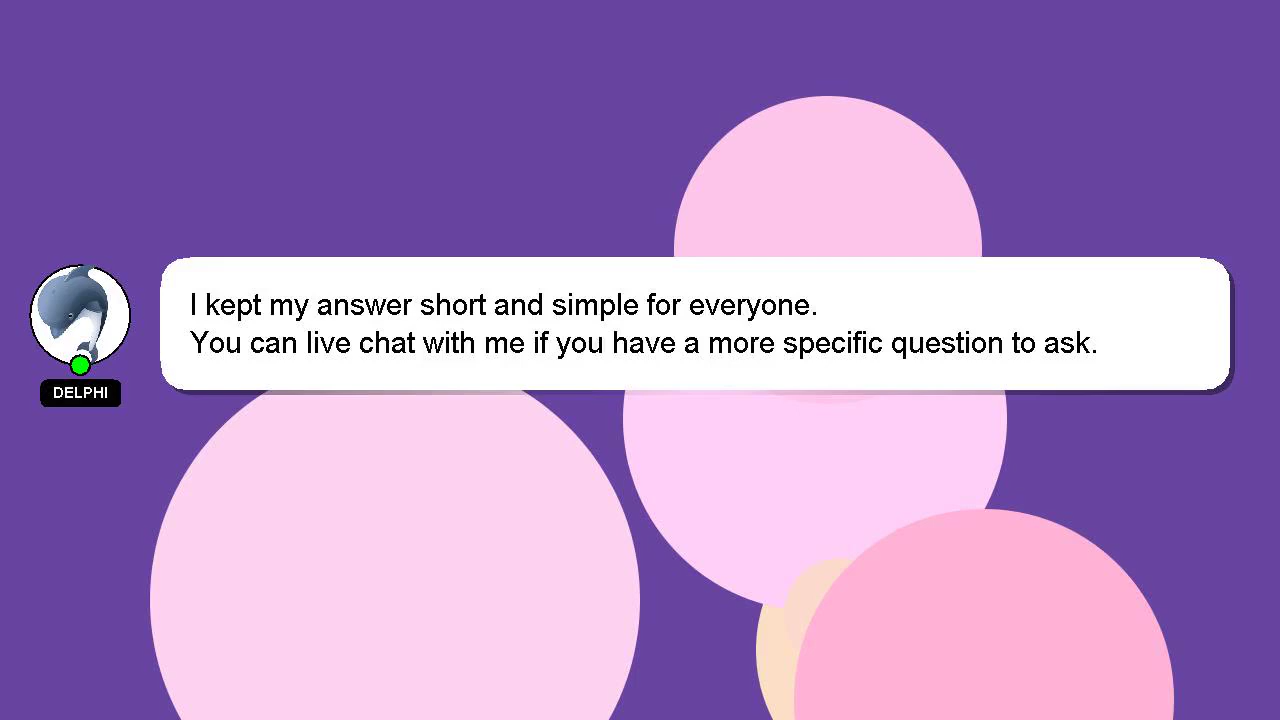 I kept my answer short and simple for everyone.
You can live chat with me if you have a more specific question to ask.
DELPHI